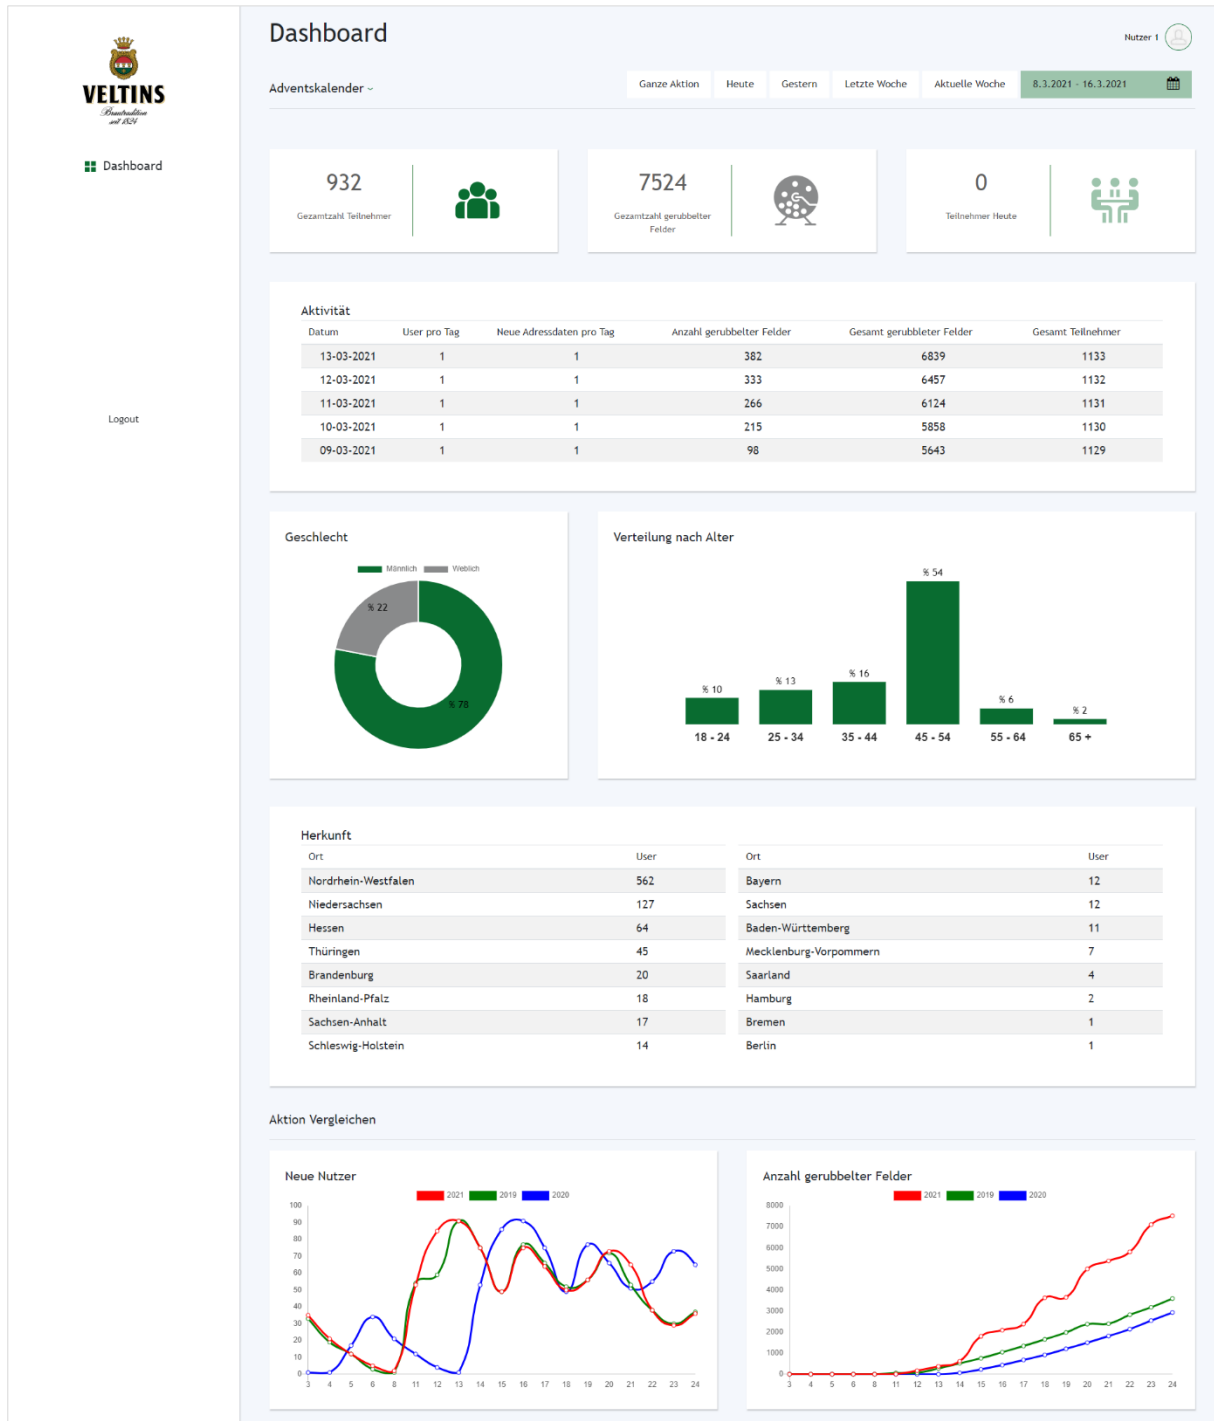 Dashboard
Nutzer 1
VELTINS
Brautradition
seit 1824
Adventskalender
Ganze Aktion Heute Gestern Letzte Woche Aktuelle Woche 8.3.2021 - 16.3.2021
Dashboard
932
Gezamtzahl Teilnehmer
7524
Gezamtzahl gerubbelter
Felder
0
Teilnehmer Heute
Logout
Aktivität
Datum User pro Tag Neue Adressdaten pro Tag Anzahl gerubbelter Felder Gesamt gerubbleter Felder Gesamt Teilnehmer
13-03-2021 1 1 382 6839 1133
12-03-2021 1 1 333 6457 1132
11-03-2021 1 1 266 6124 1131
10-03-2021 1 1 215 5858 1130
09-03-2021 1 1 98 5643 1129
Geschlecht
Männlich Weblich
% 22
% 78
Verteilung nach Alter
% 54
% 16
% 13
% 10
% 6
% 2
18 - 24 25 - 34 35 - 44 45 - 54 55 - 64 65 +
Herkunft
Ort User Ort User
Nordrhein-Westfalen 562 Bayern 12
Niedersachsen 127 Sachsen 12
Hessen 64 Baden-Württemberg 11
Thüringen 45 Mecklenburg-Vorpommern 7
Brandenburg 20 Saarland 4
Rheinland-Pfalz 18 Hamburg 2
Sachsen-Anhalt 17 Bremen 1
Schleswig-Holstein 14 Berlin 1
Aktion Vergleichen
Neue Nutzer
2021 2019 2020
100
90
80
70
60
50
40
30
20
10
0
3 4 5 6 8 11 12 13 14 15 16 17 18 19 20 21 22 23 24
Anzahl gerubbelter Felder
2021 2019 2020
8000
7000
6000
5000
4000
3000
2000
1000
0
3 4 5 6 8 11 12 13 14 15 16 17 18 19 20 21 22 23 24